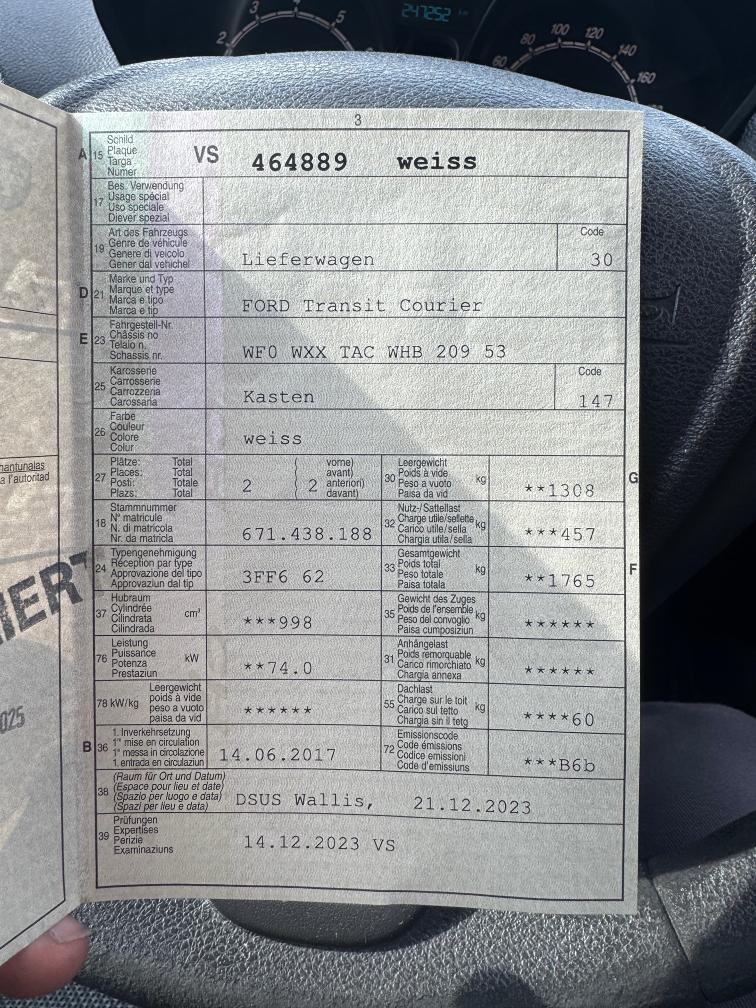 2 3 5
247252 km
60 80 100 120 140 160
3
A 15 Schild
Plaque
Targa
Numer
VS 464889 weiss
17 Bes. Verwendung
Usage spécial
Uso speciale
Diever spezial
19 Art des Fahrzeugs
Genre de véhicule
Genere di veicolo
Gener dal vehichel
Lieferwagen
Code
30
D 21 Marke und Typ
Marque et type
Marca e tipo
Marca e tip
FORD Transit Courier
E 23 Fahrgestell-Nr.
Châssis no
Telaio n.
Schassis nr.
WF0 WXX TAC WHB 209 53
25 Karosserie
Carrosserie
Carrozzeria
Carossaria
Kasten
Code
147
26 Farbe
Couleur
Colore
Colur
weiss
27 Plätze: Total
Places: Total
Posti: Totale
Plazs: Total
2
( 2 vorne)
avant)
( anteriori)
davant)
30 Leergewicht
Poids à vide
Peso a vuoto
Paisa da vid
kg
**1308
G
18 Stammnummer
N° matricule
N. di matricola
Nr. da matricla
671.438.188
32 Nutz-/Sattellast
Charge utile/sellette
Carico utile/sella
Chargia utila/sella
kg
***457
24 Typengenehmigung
Réception par type
Approvazione del tipo
Approvaziun dal tip
3FF6 62
33 Gesamtgewicht
Poids total
Peso totale
Paisa totala
kg
**1765
F
37 Hubraum
Cylindrée
Cilindrata
Cilindrada
cm³
***998
35 Gewicht des Zuges
Poids de l'ensemble
Peso del convoglio
Paisa cumposiziun
kg
******
76 Leistung
Puissance
Potenza
Prestaziun
kW
**74.0
31 Anhängelast
Poids remorquable
Carico rimorchiato
Chargia annexa
kg
******
78 kW/kg Leergewicht
poids à vide
peso a vuoto
paisa da vid
******
55 Dachlast
Charge sur le toit
Carico sul tetto
Chargia sin il tetg
kg
****60
B 36 1. Inverkehrsetzung
1re mise en circulation
1a messa in circolazione
1. entrada en circulaziun
14.06.2017
72 Emissionscode
Code émissions
Codice emissioni
Code d'emissiuns
***B6b
38 (Raum für Ort und Datum)
(Espace pour lieu et date)
(Spazio per luogo e data)
(Spazi per lieu e data)
DSUS Wallis, 21.12.2023
39 Prüfungen
Expertises
Perizie
Examinaziuns
14.12.2023 VS